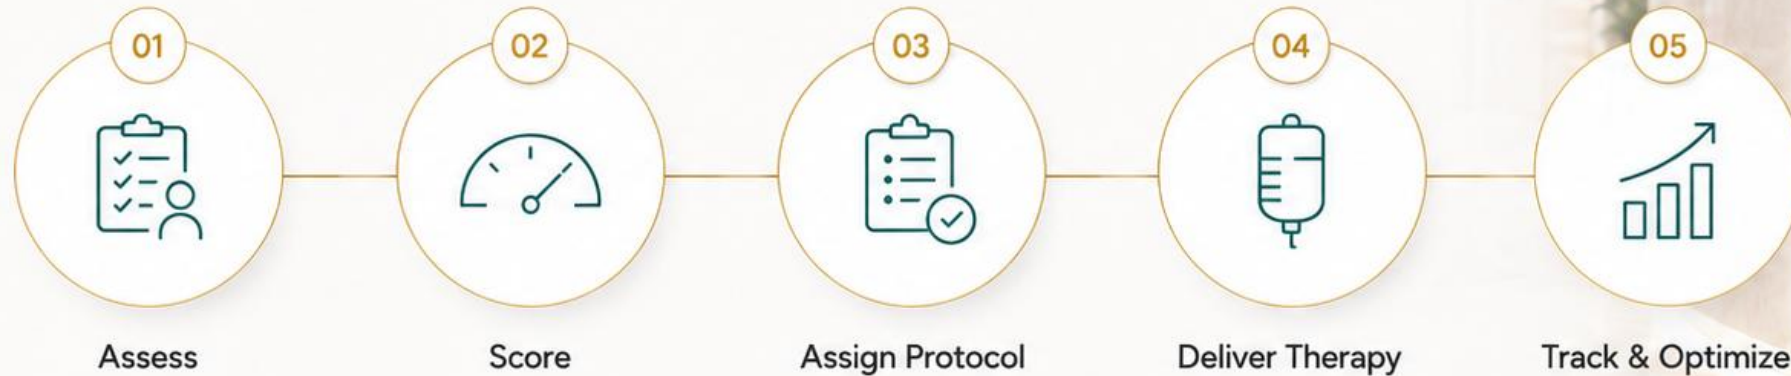 01
02
03
04
05
Assess
Score
Assign Protocol
Deliver Therapy
Track & Optimize